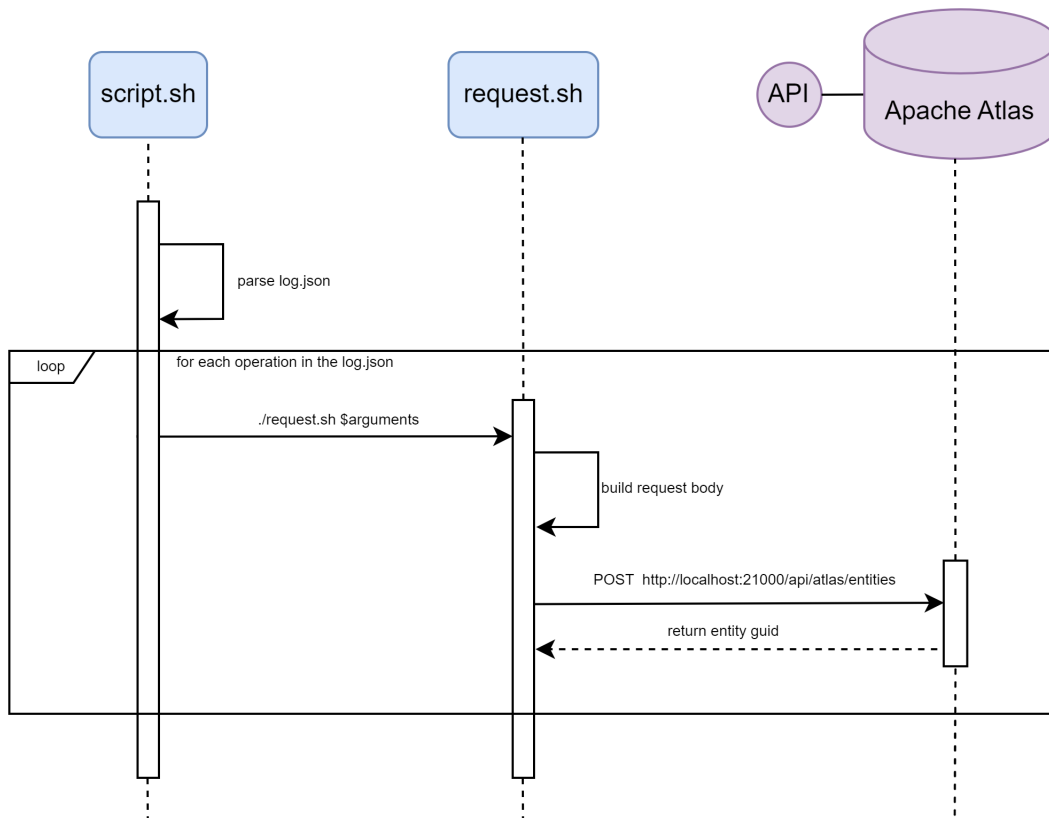 script.sh
request.sh
API
Apache Atlas
parse log.json
loop
for each operation in the log.json
./request.sh $arguments
build request body
POST  http://localhost:21000/api/atlas/entities
return entity guid